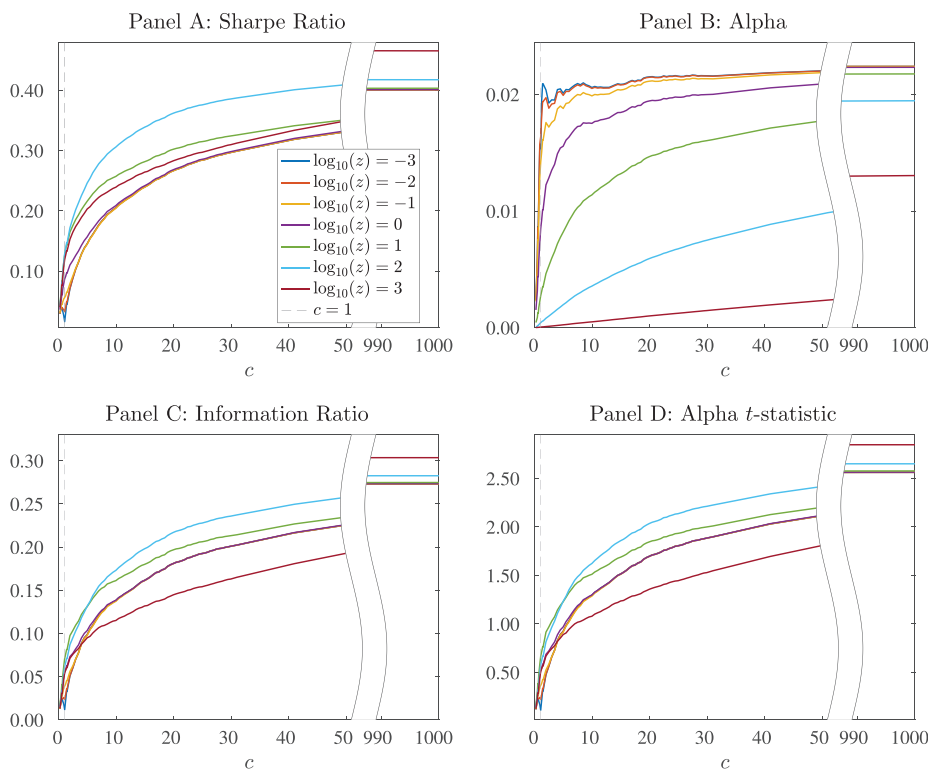 Panel A: Sharpe Ratio
0.40
0.30
0.20
0.10
log₁₀(z) = −3
log₁₀(z) = −2
log₁₀(z) = −1
log₁₀(z) = 0
log₁₀(z) = 1
log₁₀(z) = 2
log₁₀(z) = 3
c = 1
0 10 20 30 40 50 990 1000
c
Panel B: Alpha
0.02
0.01
0.00
0 10 20 30 40 50 990 1000
c
Panel C: Information Ratio
0.30
0.25
0.20
0.15
0.10
0.05
0.00
0 10 20 30 40 50 990 1000
c
Panel D: Alpha t-statistic
2.50
2.00
1.50
1.00
0.50
0 10 20 30 40 50 990 1000
c